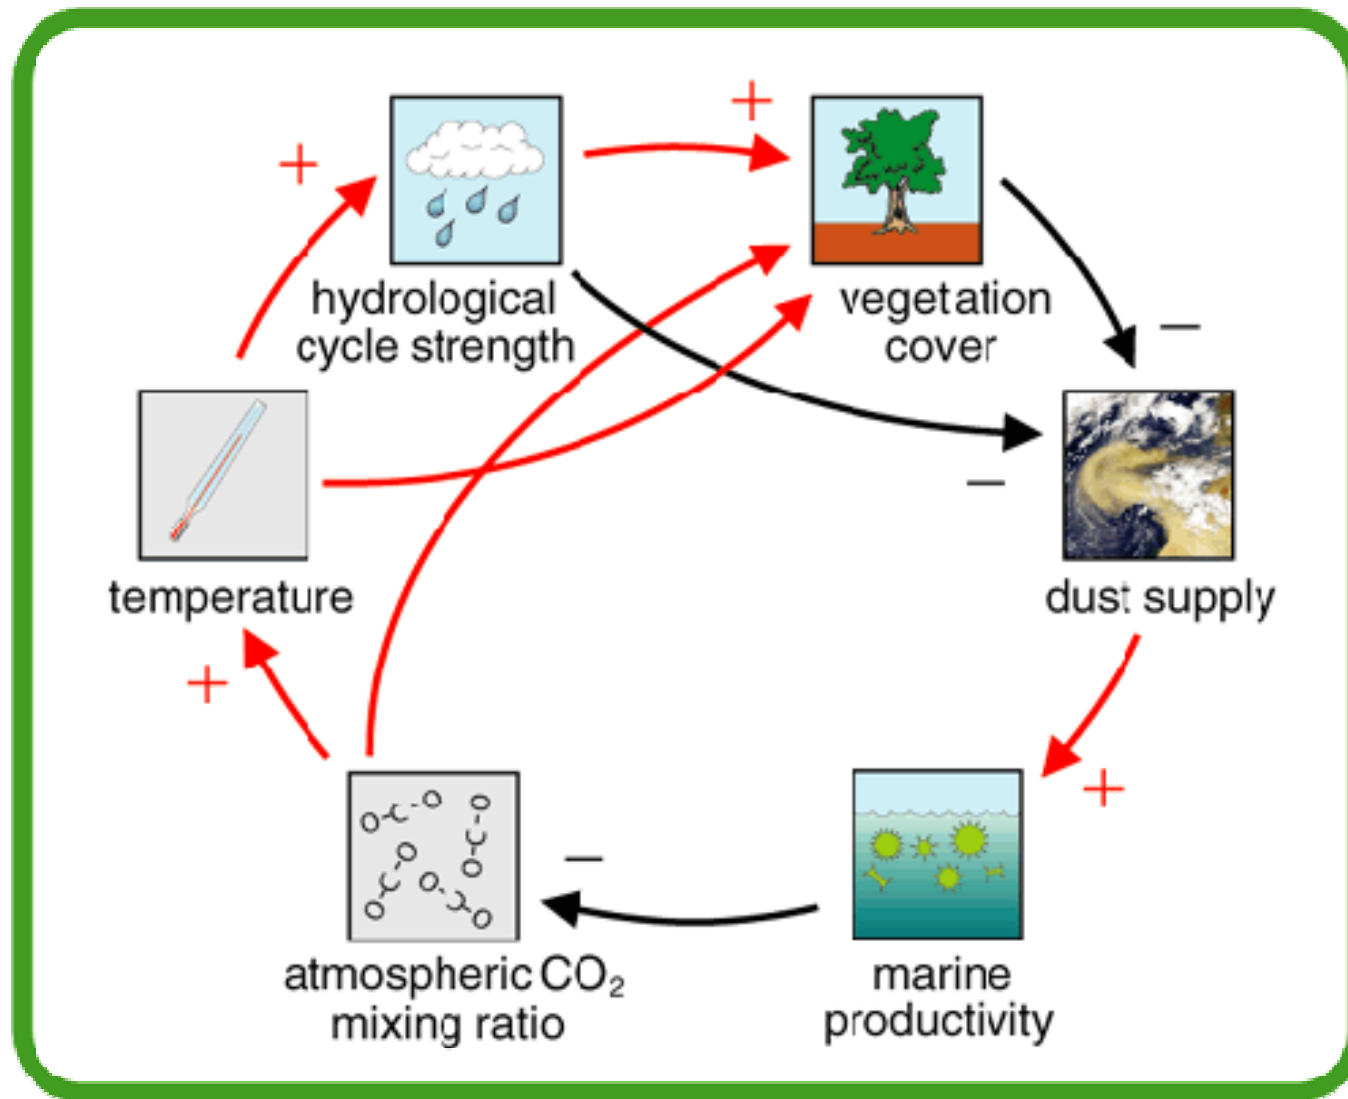 +
+
hydrological
cycle strength
vegetation
cover
−
−
temperature
dust supply
+
+
−
atmospheric CO₂
mixing ratio
marine
productivity